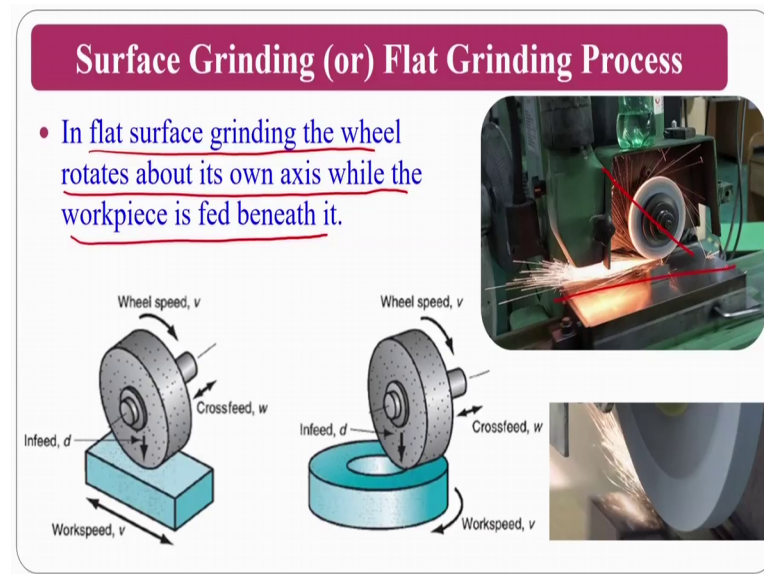 Surface Grinding (or) Flat Grinding Process
• In flat surface grinding the wheel
rotates about its own axis while the
workpiece is fed beneath it.
Wheel speed, v
Crossfeed, w
Infeed, d
Workspeed, v
Wheel speed, v
Infeed, d
Crossfeed, w
Workspeed, v